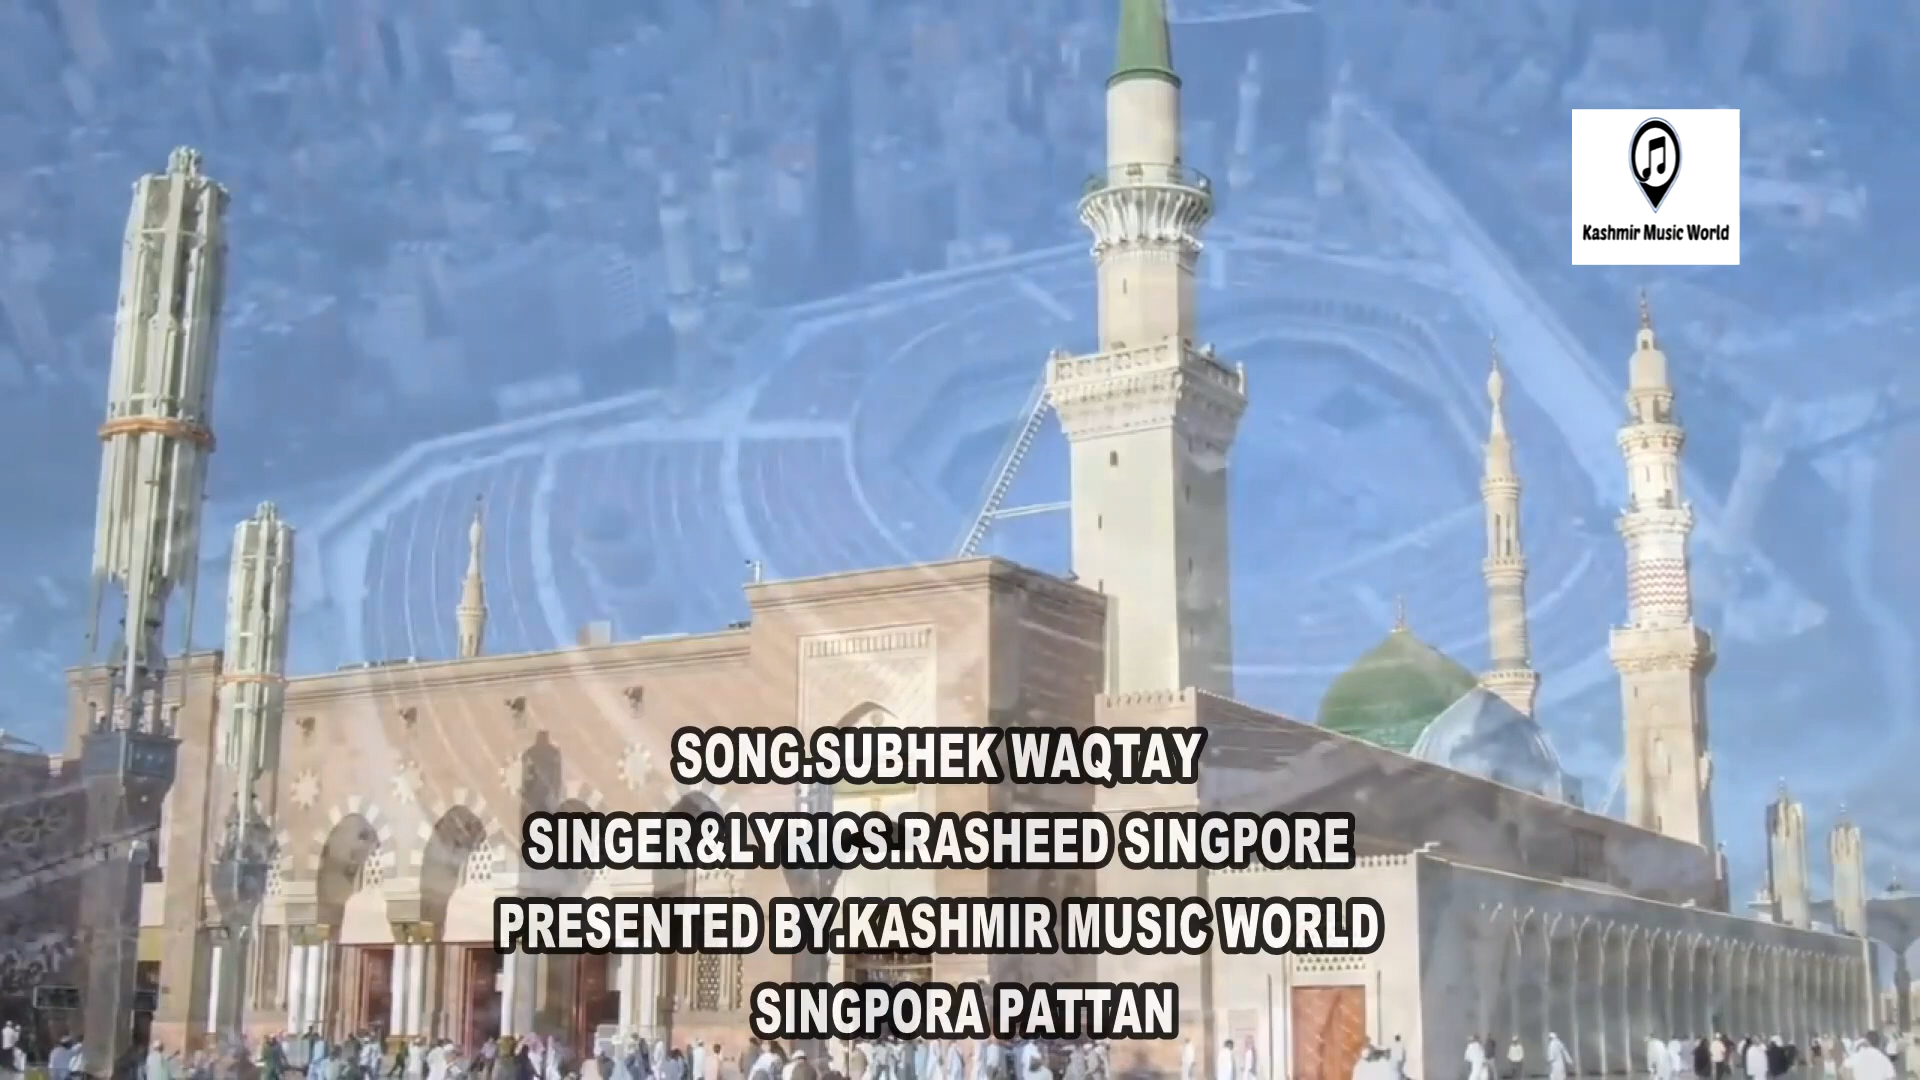 Kashmir Music World
SONG.SUBHEK WAQTAY
SINGER&LYRICS.RASHEED SINGPORE
PRESENTED BY.KASHMIR MUSIC WORLD
SINGPORA PATTAN